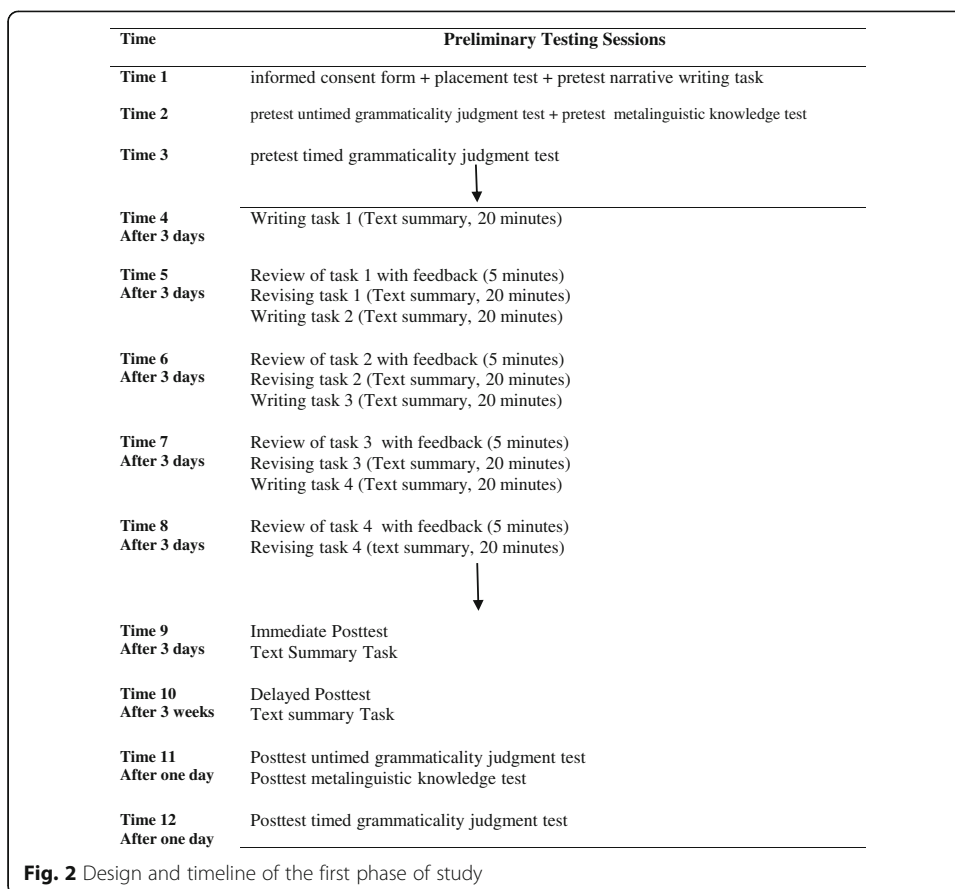 Time Preliminary Testing Sessions
Time 1 informed consent form + placement test + pretest narrative writing task
Time 2 pretest untimed grammaticality judgment test + pretest metalinguistic knowledge test
Time 3 pretest timed grammaticality judgment test
Time 4 Writing task 1 (Text summary, 20 minutes)
After 3 days
Time 5 Review of task 1 with feedback (5 minutes)
After 3 days Revising task 1 (Text summary, 20 minutes)
Writing task 2 (Text summary, 20 minutes)
Time 6 Review of task 2 with feedback (5 minutes)
After 3 days Revising task 2 (Text summary, 20 minutes)
Writing task 3 (Text summary, 20 minutes)
Time 7 Review of task 3 with feedback (5 minutes)
After 3 days Revising task 3 (Text summary, 20 minutes)
Writing task 4 (Text summary, 20 minutes)
Time 8 Review of task 4 with feedback (5 minutes)
After 3 days Revising task 4 (text summary, 20 minutes)
Time 9 Immediate Posttest
After 3 days Text Summary Task
Time 10 Delayed Posttest
After 3 weeks Text summary Task
Time 11 Posttest untimed grammaticality judgment test
After one day Posttest metalinguistic knowledge test
Time 12 Posttest timed grammaticality judgment test
After one day
Fig. 2 Design and timeline of the first phase of study